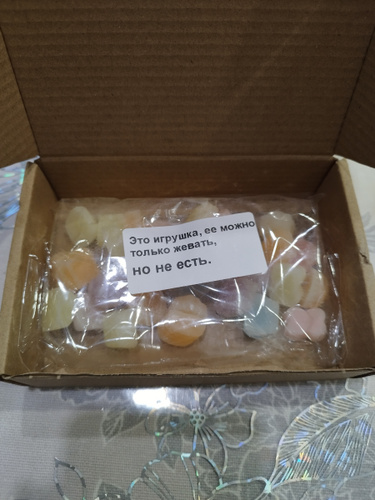 Это игрушка, ее можно
только жевать,
но не есть.